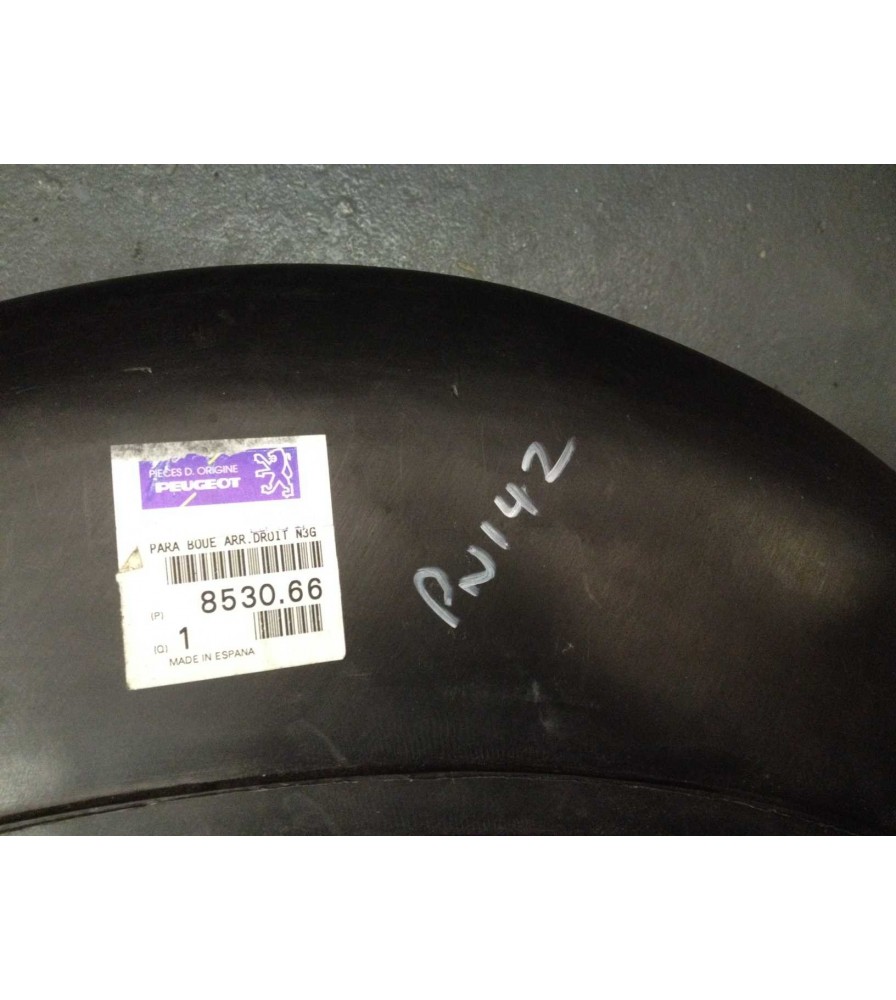 PIECES D. ORIGINE
PEUGEOT
PARA BOUE ARR.DROIT N3G
(P) 8530.66
(Q) 1
MADE IN ESPANA
PN142